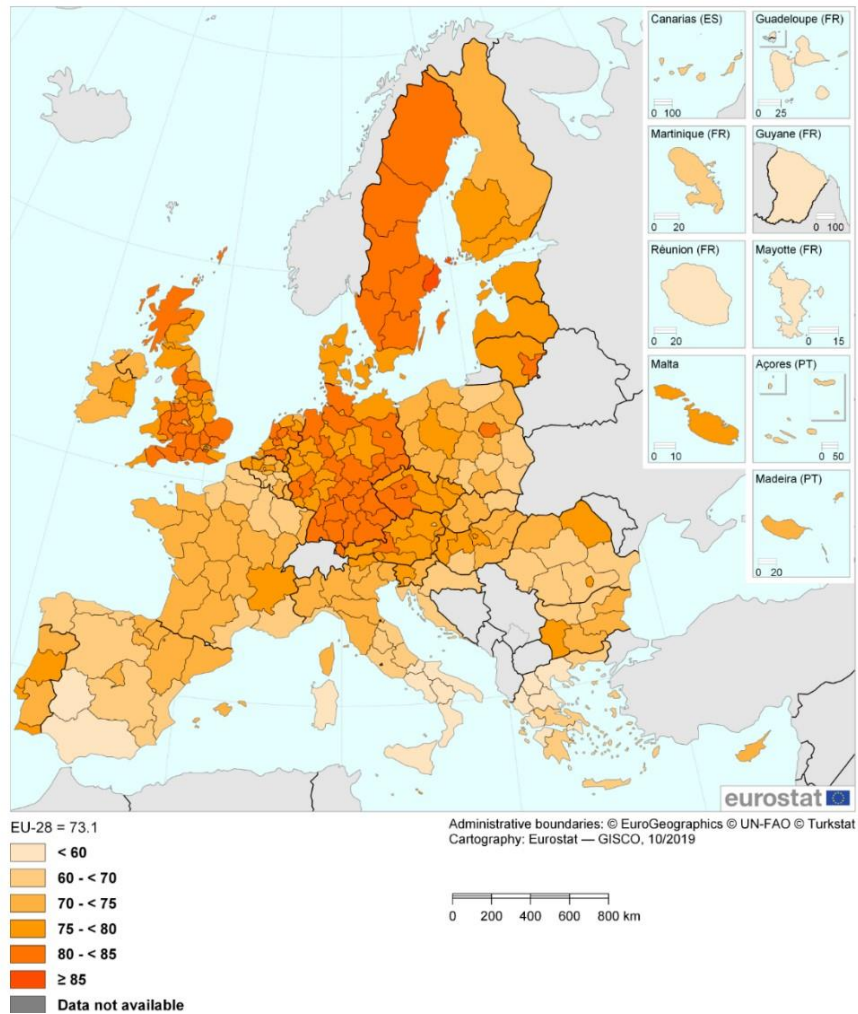 Canarias (ES)
0 100
Guadeloupe (FR)
0 25
Martinique (FR)
0 20
Guyane (FR)
0 100
Réunion (FR)
0 20
Mayotte (FR)
0 15
Malta
0 10
Açores (PT)
0 50
Madeira (PT)
0 20
eurostat
EU-28 = 73.1
Administrative boundaries: © EuroGeographics © UN-FAO © Turkstat
Cartography: Eurostat — GISCO, 10/2019
< 60
60 - < 70
70 - < 75
75 - < 80
80 - < 85
≥ 85
Data not available
0 200 400 600 800 km